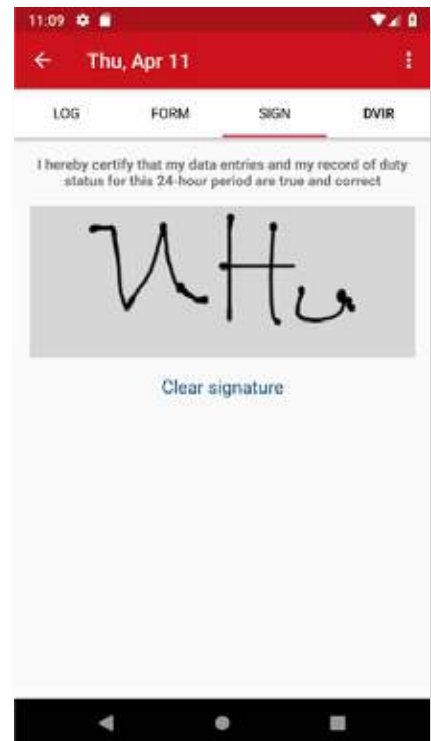 11:09
Thu, Apr 11
LOG FORM SIGN DVIR
I hereby certify that my data entries and my record of duty
status for this 24-hour period are true and correct
Clear signature